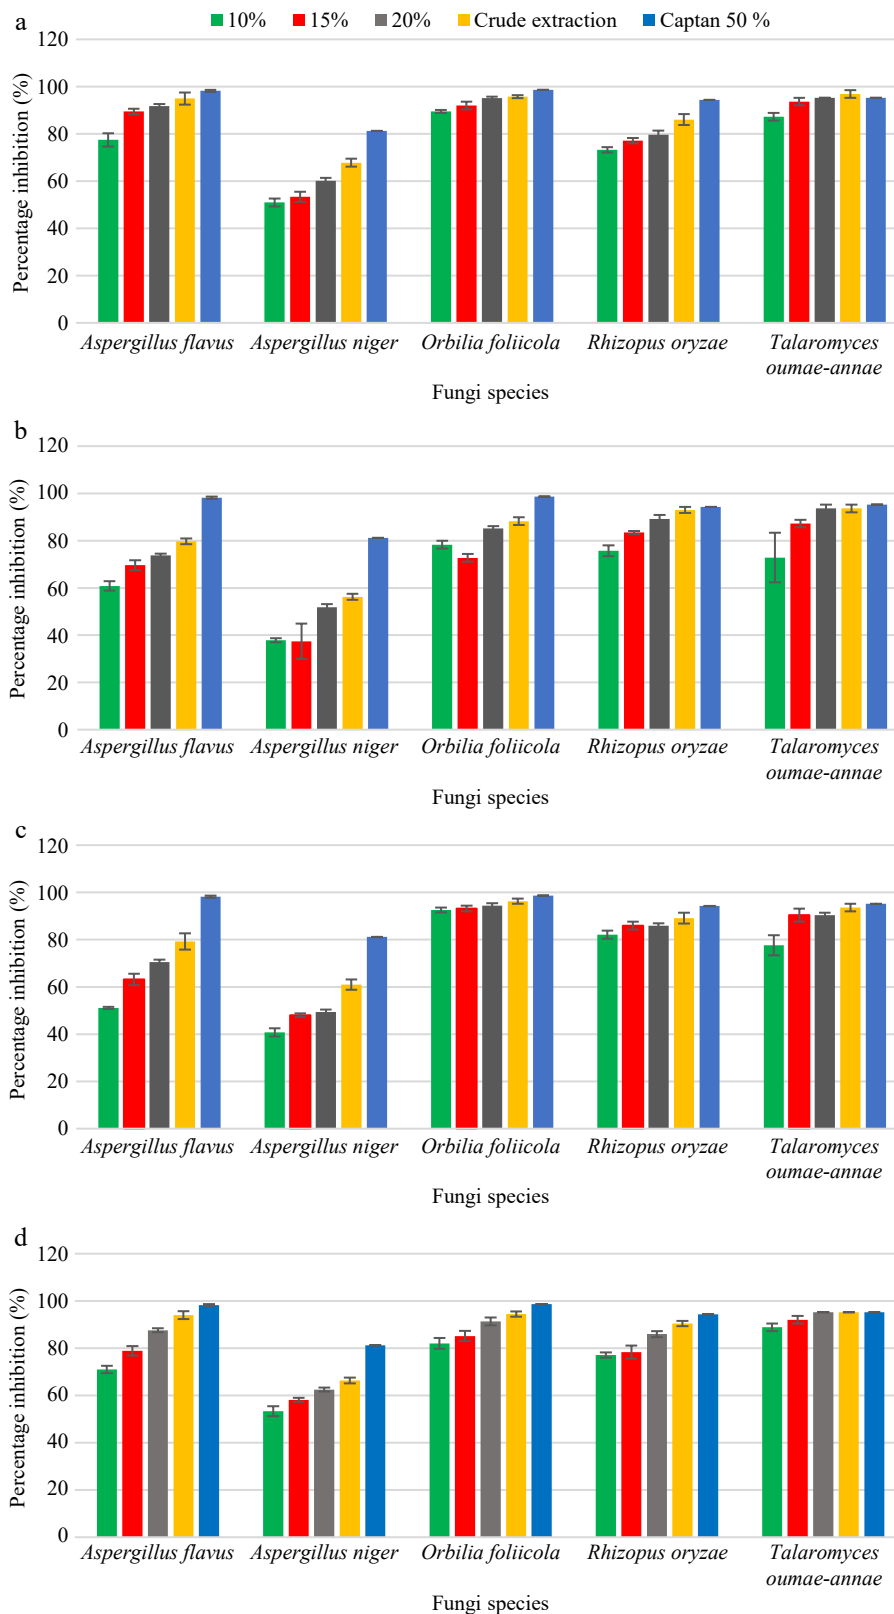 a
10% 15% 20% Crude extraction Captan 50 %
120
100
80
60
40
20
0
Percentage inhibition (%)
Aspergillus flavus Aspergillus niger Orbilia foliicola Rhizopus oryzae Talaromyces
oumae-annae
Fungi species
b
120
100
80
60
40
20
0
Percentage inhibition (%)
Aspergillus flavus Aspergillus niger Orbilia foliicola Rhizopus oryzae Talaromyces
oumae-annae
Fungi species
c
120
100
80
60
40
20
0
Percentage inhibition (%)
Aspergillus flavus Aspergillus niger Orbilia foliicola Rhizopus oryzae Talaromyces
oumae-annae
Fungi species
d
120
100
80
60
40
20
0
Percentage inhibition (%)
Aspergillus flavus Aspergillus niger Orbilia foliicola Rhizopus oryzae Talaromyces
oumae-annae
Fungi species